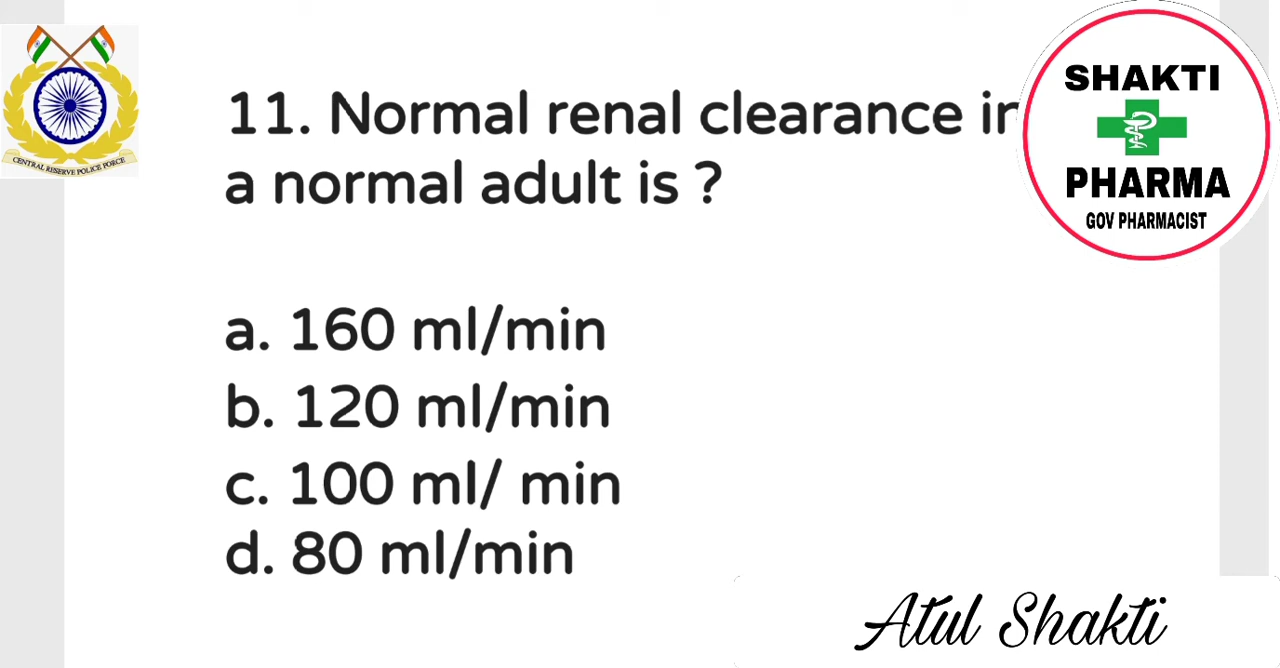 CENTRAL RESERVE POLICE FORCE
11. Normal renal clearance in
a normal adult is ?
SHAKTI
PHARMA
GOV PHARMACIST
a. 160 ml/min
b. 120 ml/min
c. 100 ml/ min
d. 80 ml/min
Atul Shakti